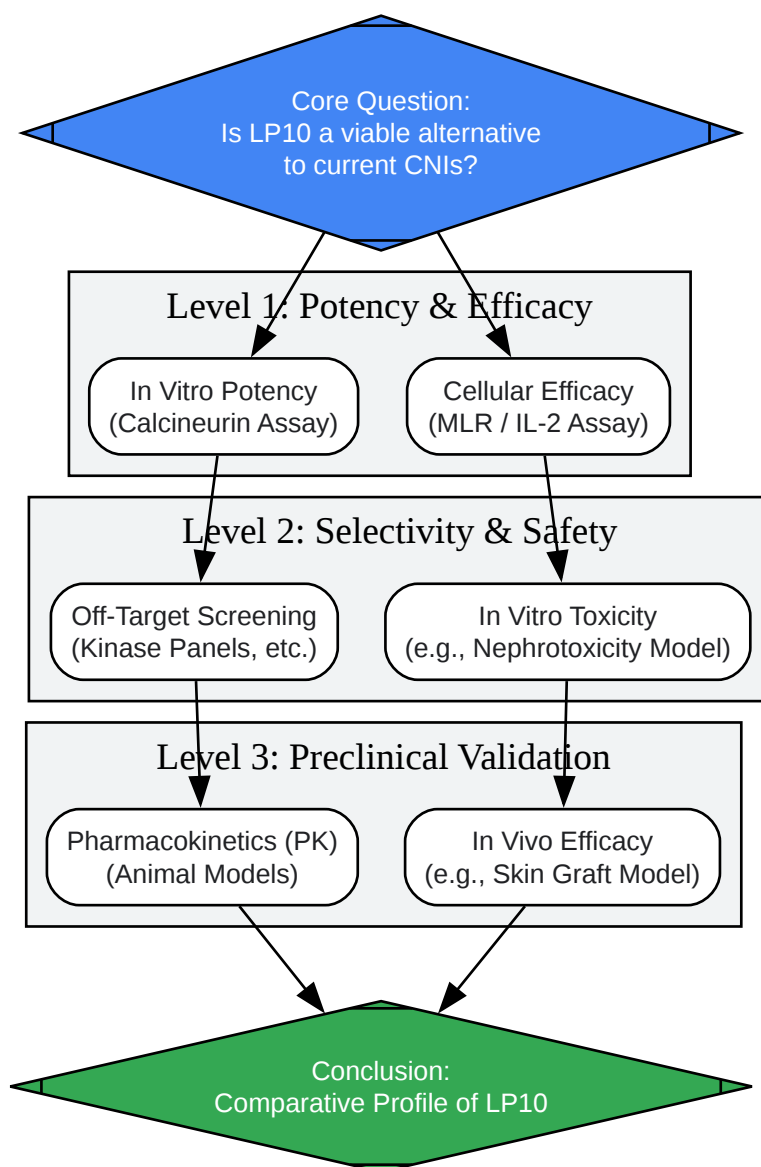 Core Question:
Is LP10 a viable alternative
to current CNIs?
Level 1: Potency & Efficacy
In Vitro Potency
(Calcineurin Assay)
Cellular Efficacy
(MLR / IL-2 Assay)
Level 2: Selectivity & Safety
Off-Target Screening
(Kinase Panels, etc.)
In Vitro Toxicity
(e.g., Nephrotoxicity Model)
Level 3: Preclinical Validation
Pharmacokinetics (PK)
(Animal Models)
In Vivo Efficacy
(e.g., Skin Graft Model)
Conclusion:
Comparative Profile of LP10